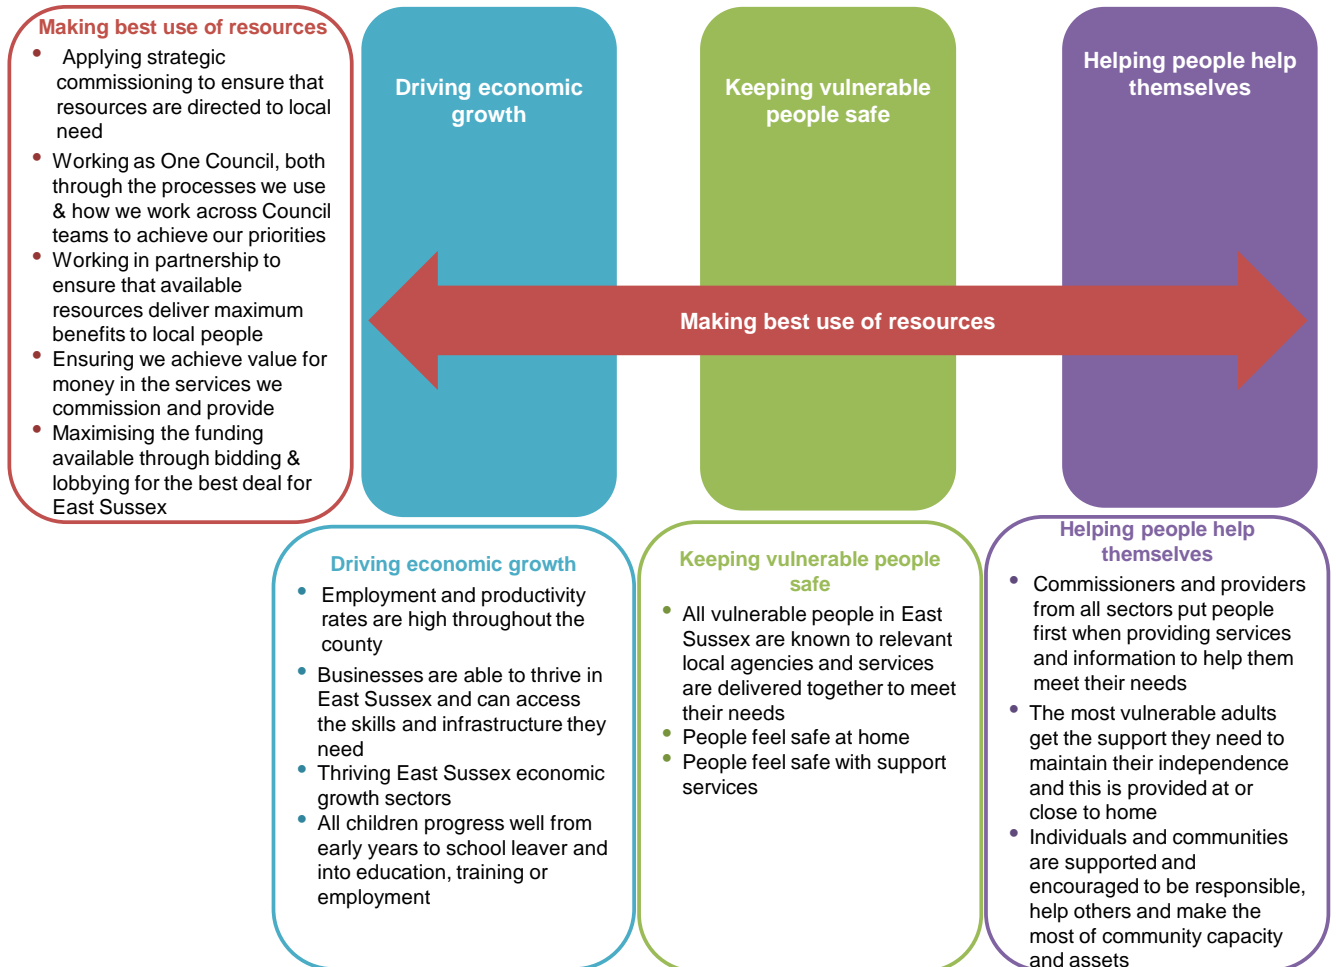 Making best use of resources
• Applying strategic
commissioning to ensure that
resources are directed to local
need
• Working as One Council, both
through the processes we use
& how we work across Council
teams to achieve our priorities
• Working in partnership to
ensure that available
resources deliver maximum
benefits to local people
• Ensuring we achieve value for
money in the services we
commission and provide
• Maximising the funding
available through bidding &
lobbying for the best deal for
East Sussex
Driving economic
growth
Keeping vulnerable
people safe
Helping people help
themselves
Making best use of resources
Driving economic growth
• Employment and productivity
rates are high throughout the
county
• Businesses are able to thrive in
East Sussex and can access
the skills and infrastructure they
need
• Thriving East Sussex economic
growth sectors
• All children progress well from
early years to school leaver and
into education, training or
employment
Keeping vulnerable people
safe
• All vulnerable people in East
Sussex are known to relevant
local agencies and services
are delivered together to meet
their needs
• People feel safe at home
• People feel safe with support
services
Helping people help
themselves
• Commissioners and providers
from all sectors put people
first when providing services
and information to help them
meet their needs
• The most vulnerable adults
get the support they need to
maintain their independence
and this is provided at or
close to home
• Individuals and communities
are supported and
encouraged to be responsible,
help others and make the
most of community capacity
and assets